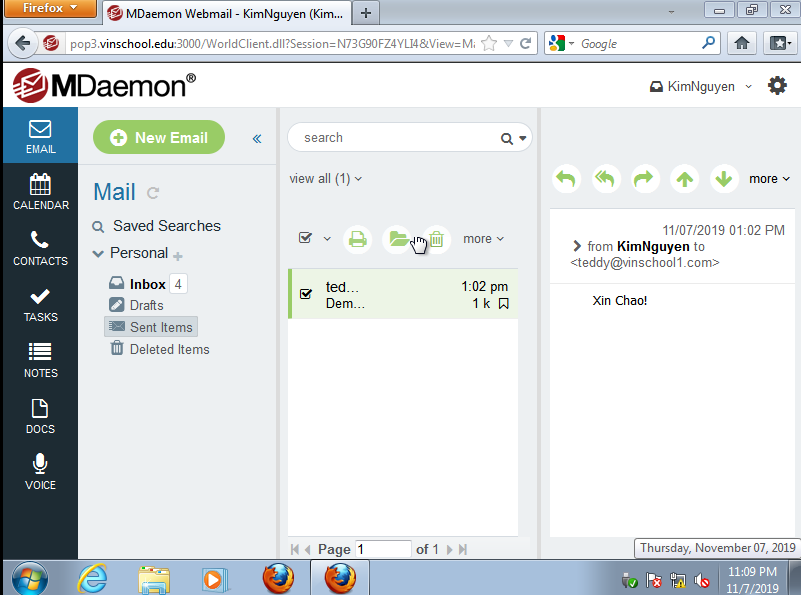 Firefox
MDaemon Webmail - KimNguyen (Kim...
pop3.vinschool.edu:3000/WorldClient.dll?Session=N73G90FZ4YLI4&View=M
Google
MDaemon®
KimNguyen
EMAIL
CALENDAR
CONTACTS
TASKS
NOTES
DOCS
VOICE
New Email
«
Mail
Saved Searches
Personal
Inbox 4
Drafts
Sent Items
Deleted Items
search
view all (1)
more
ted... 1:02 pm
Dem... 1 k
Page 1 of 1
more
11/07/2019 01:02 PM
from KimNguyen to
<teddy@vinschool1.com>
Xin Chao!
Thursday, November 07, 2019
11:09 PM
11/7/2019